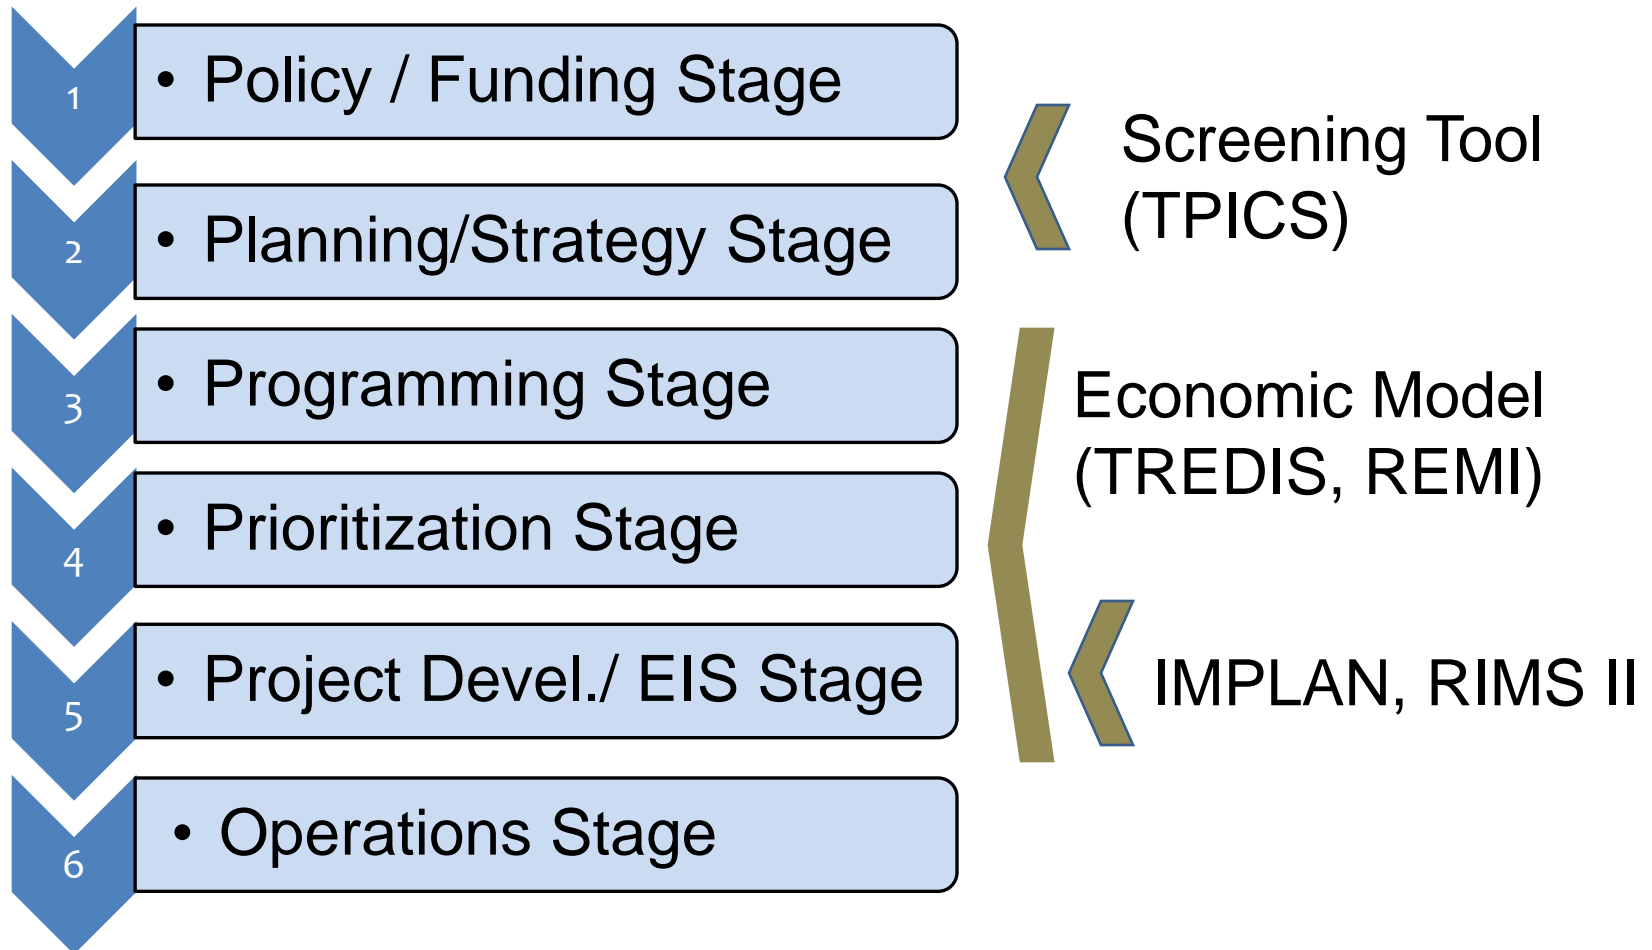 1
• Policy / Funding Stage
2
• Planning/Strategy Stage
3
• Programming Stage
4
• Prioritization Stage
5
• Project Devel./ EIS Stage
6
• Operations Stage
Screening Tool
(TPICS)
Economic Model
(TREDIS, REMI)
IMPLAN, RIMS II